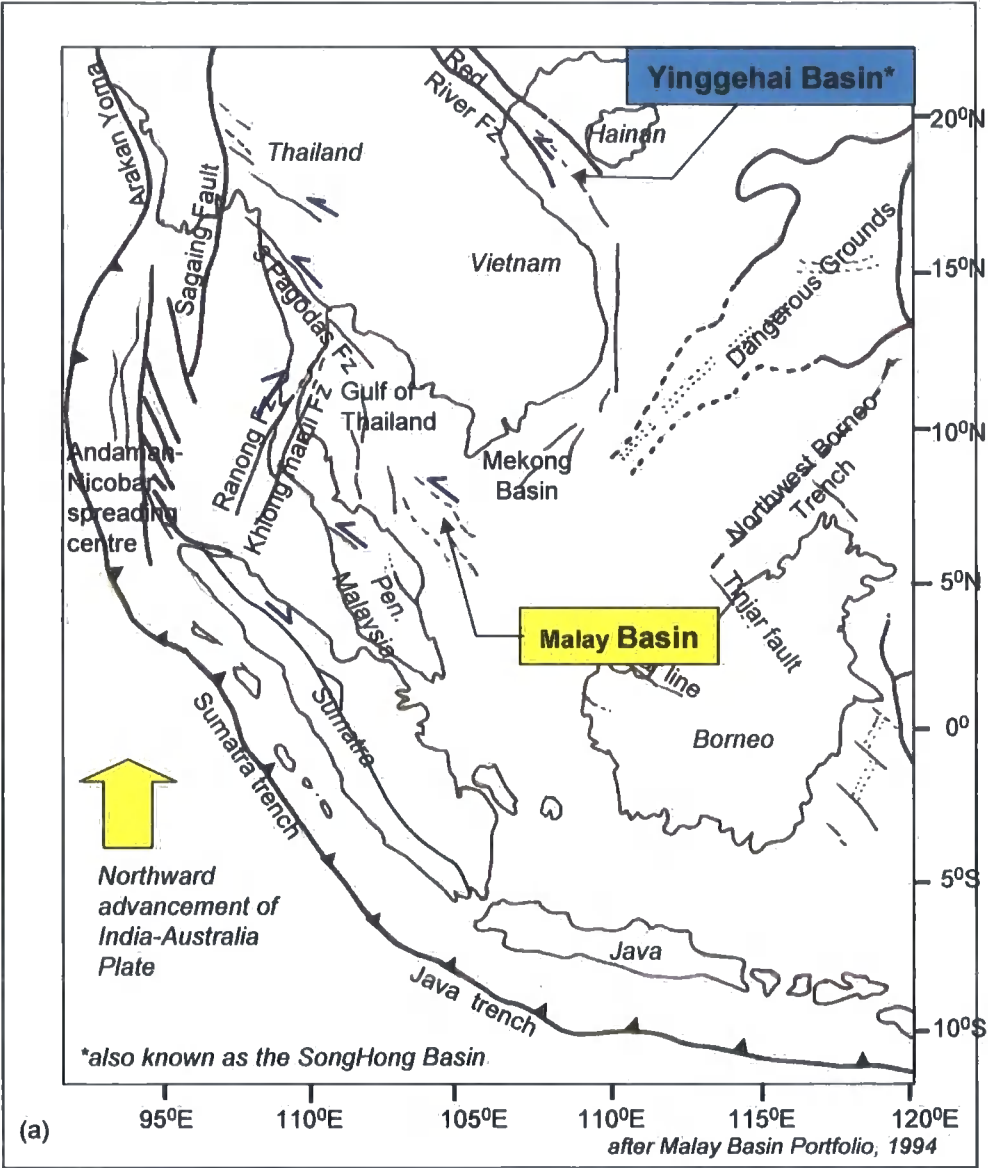 Yinggehai Basin*
Red
River Fz
Hainan
20⁰N
Arakan Yoma
Thailand
Sagaing Fault
Vietnam
15⁰N
3 Pagodas Fz
Dangerous Grounds
Gulf of
Thailand
Ranong Fz
Khlong marui Fz
10⁰N
Mekong
Basin
Andaman-
Nicobar
spreading
centre
Northwest Borneo
Trench
5⁰N
Pen.
Malaysia
Malay Basin
Tinjar fault
line
Sumatre
0⁰
Borneo
Sumatra trench
Northward
advancement of
India-Australia
Plate
5⁰S
Java
Java trench
10⁰S
*also known as the SongHong Basin
95⁰E
110⁰E
105⁰E
110⁰E
115⁰E
120⁰E
(a)
after Malay Basin Portfolio, 1994